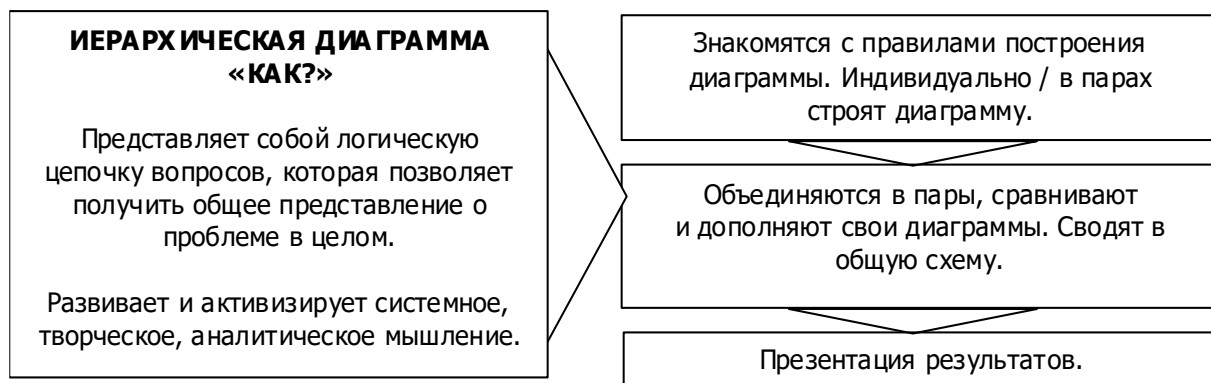 ИЕРАРХИЧЕСКАЯ ДИАГРАММА
«КАК?»
Представляет собой логическую
цепочку вопросов, которая позволяет
получить общее представление о
проблеме в целом.
Развивает и активизирует системное,
творческое, аналитическое мышление.
Знакомятся с правилами построения
диаграммы. Индивидуально / в парах
строят диаграмму.
Объединяются в пары, сравнивают
и дополняют свои диаграммы. Сводят в
общую схему.
Презентация результатов.